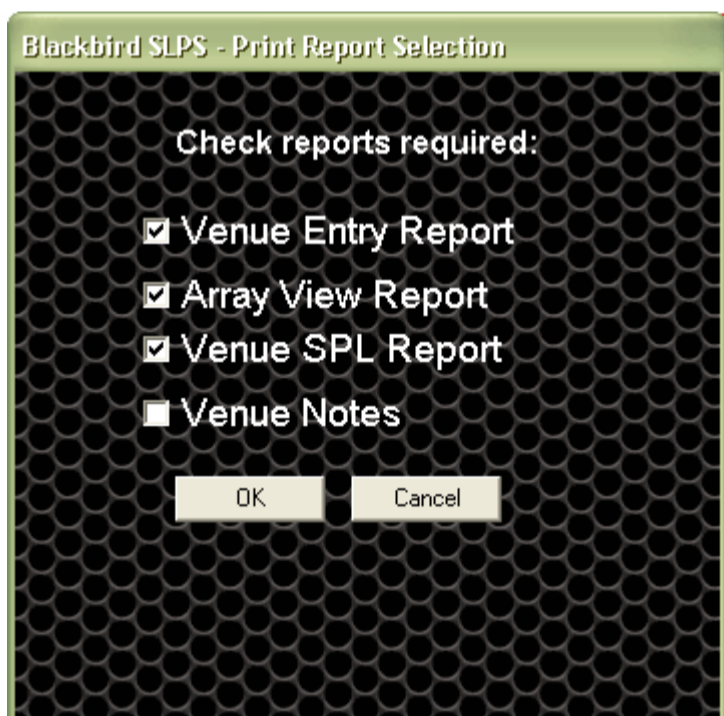 Blackbird SLPS - Print Report Selection
Check reports required:
Venue Entry Report
Array View Report
Venue SPL Report
Venue Notes
OK Cancel